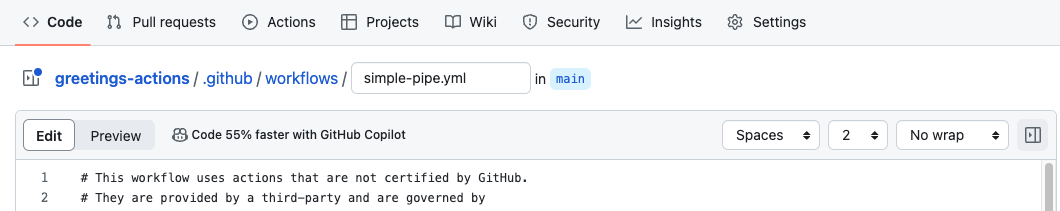 Code Pull requests Actions Projects Wiki Security Insights Settings
greetings-actions / .github / workflows / simple-pipe.yml in main
Edit Preview Code 55% faster with GitHub Copilot Spaces 2 No wrap
1 # This workflow uses actions that are not certified by GitHub.
2 # They are provided by a third-party and are governed by